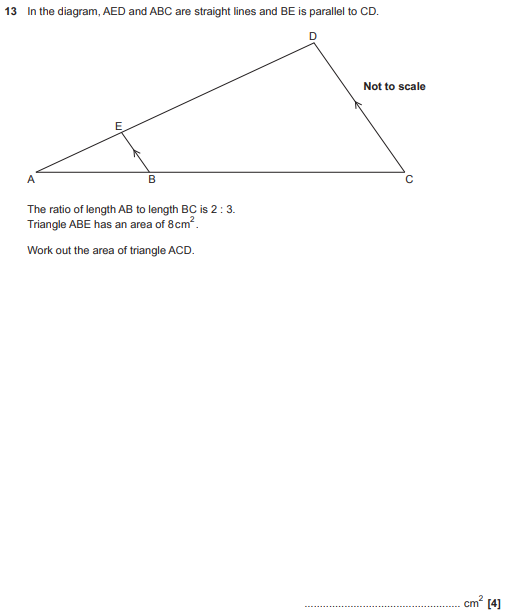 13 In the diagram, AED and ABC are straight lines and BE is parallel to CD.
D
Not to scale
E
A B C
The ratio of length AB to length BC is 2 : 3.
Triangle ABE has an area of 8 cm².
Work out the area of triangle ACD.
.................................................... cm² [4]